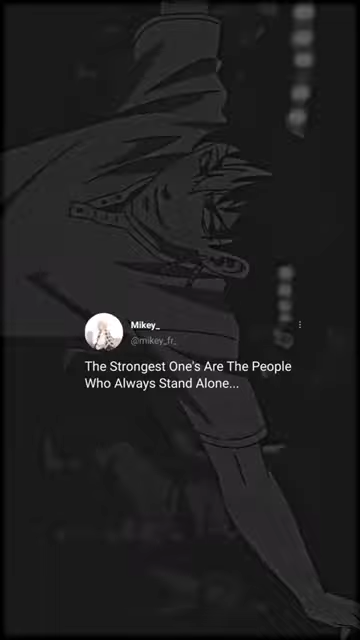 Mikey_
@mikey_fr_
The Strongest One's Are The People
Who Always Stand Alone...